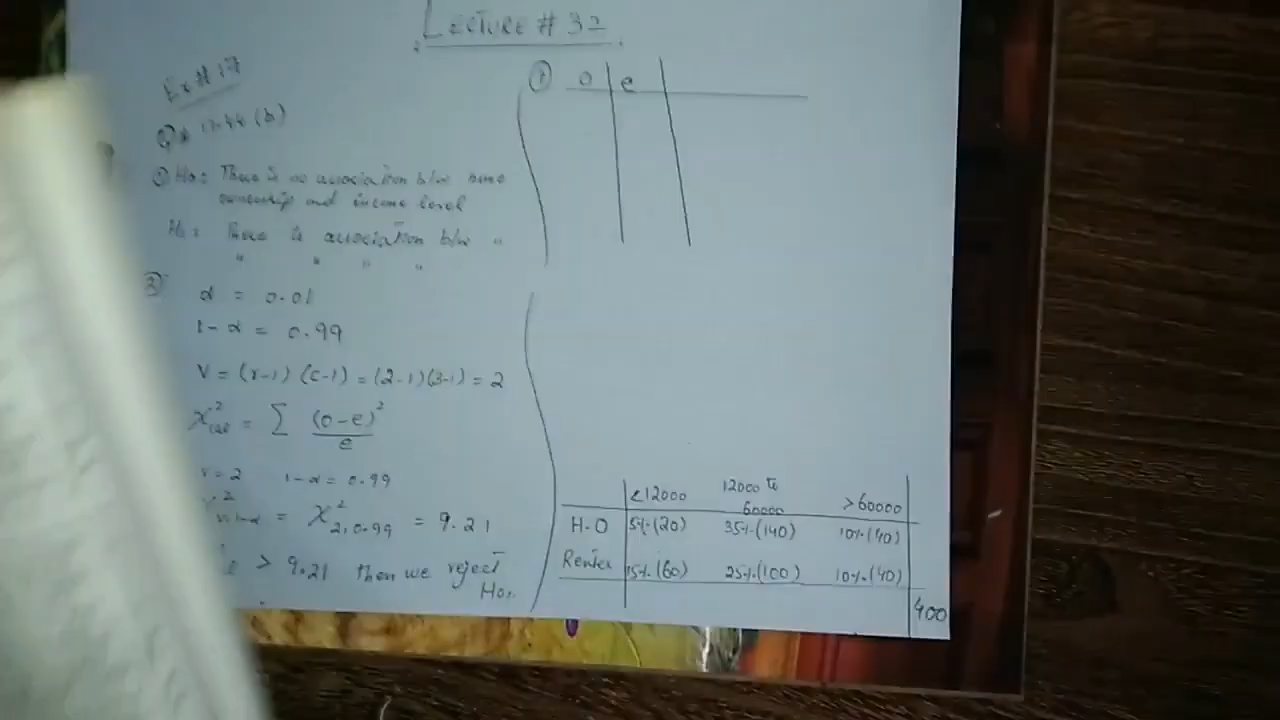 LECTURE # 32
Ex # 17
Q # 17.44 (b)
① Ho: There is no association b/w home
ownership and income level
H₁: There is association b/w "
" " " "
α = 0.01
1-α = 0.99
V = (r-1) (c-1) = (2-1)(3-1) = 2
χ²cal = Σ (o-e)² / e
v = 2 1-α = 0.99
= χ²2,0.99 = 9.21
> 9.21 then we reject
Ho.
o e
<12000 12000 to 60000 >60000
H.O 5%(20) 35%(140) 10%(40)
Renter 15%(60) 25%(100) 10%(40)
400